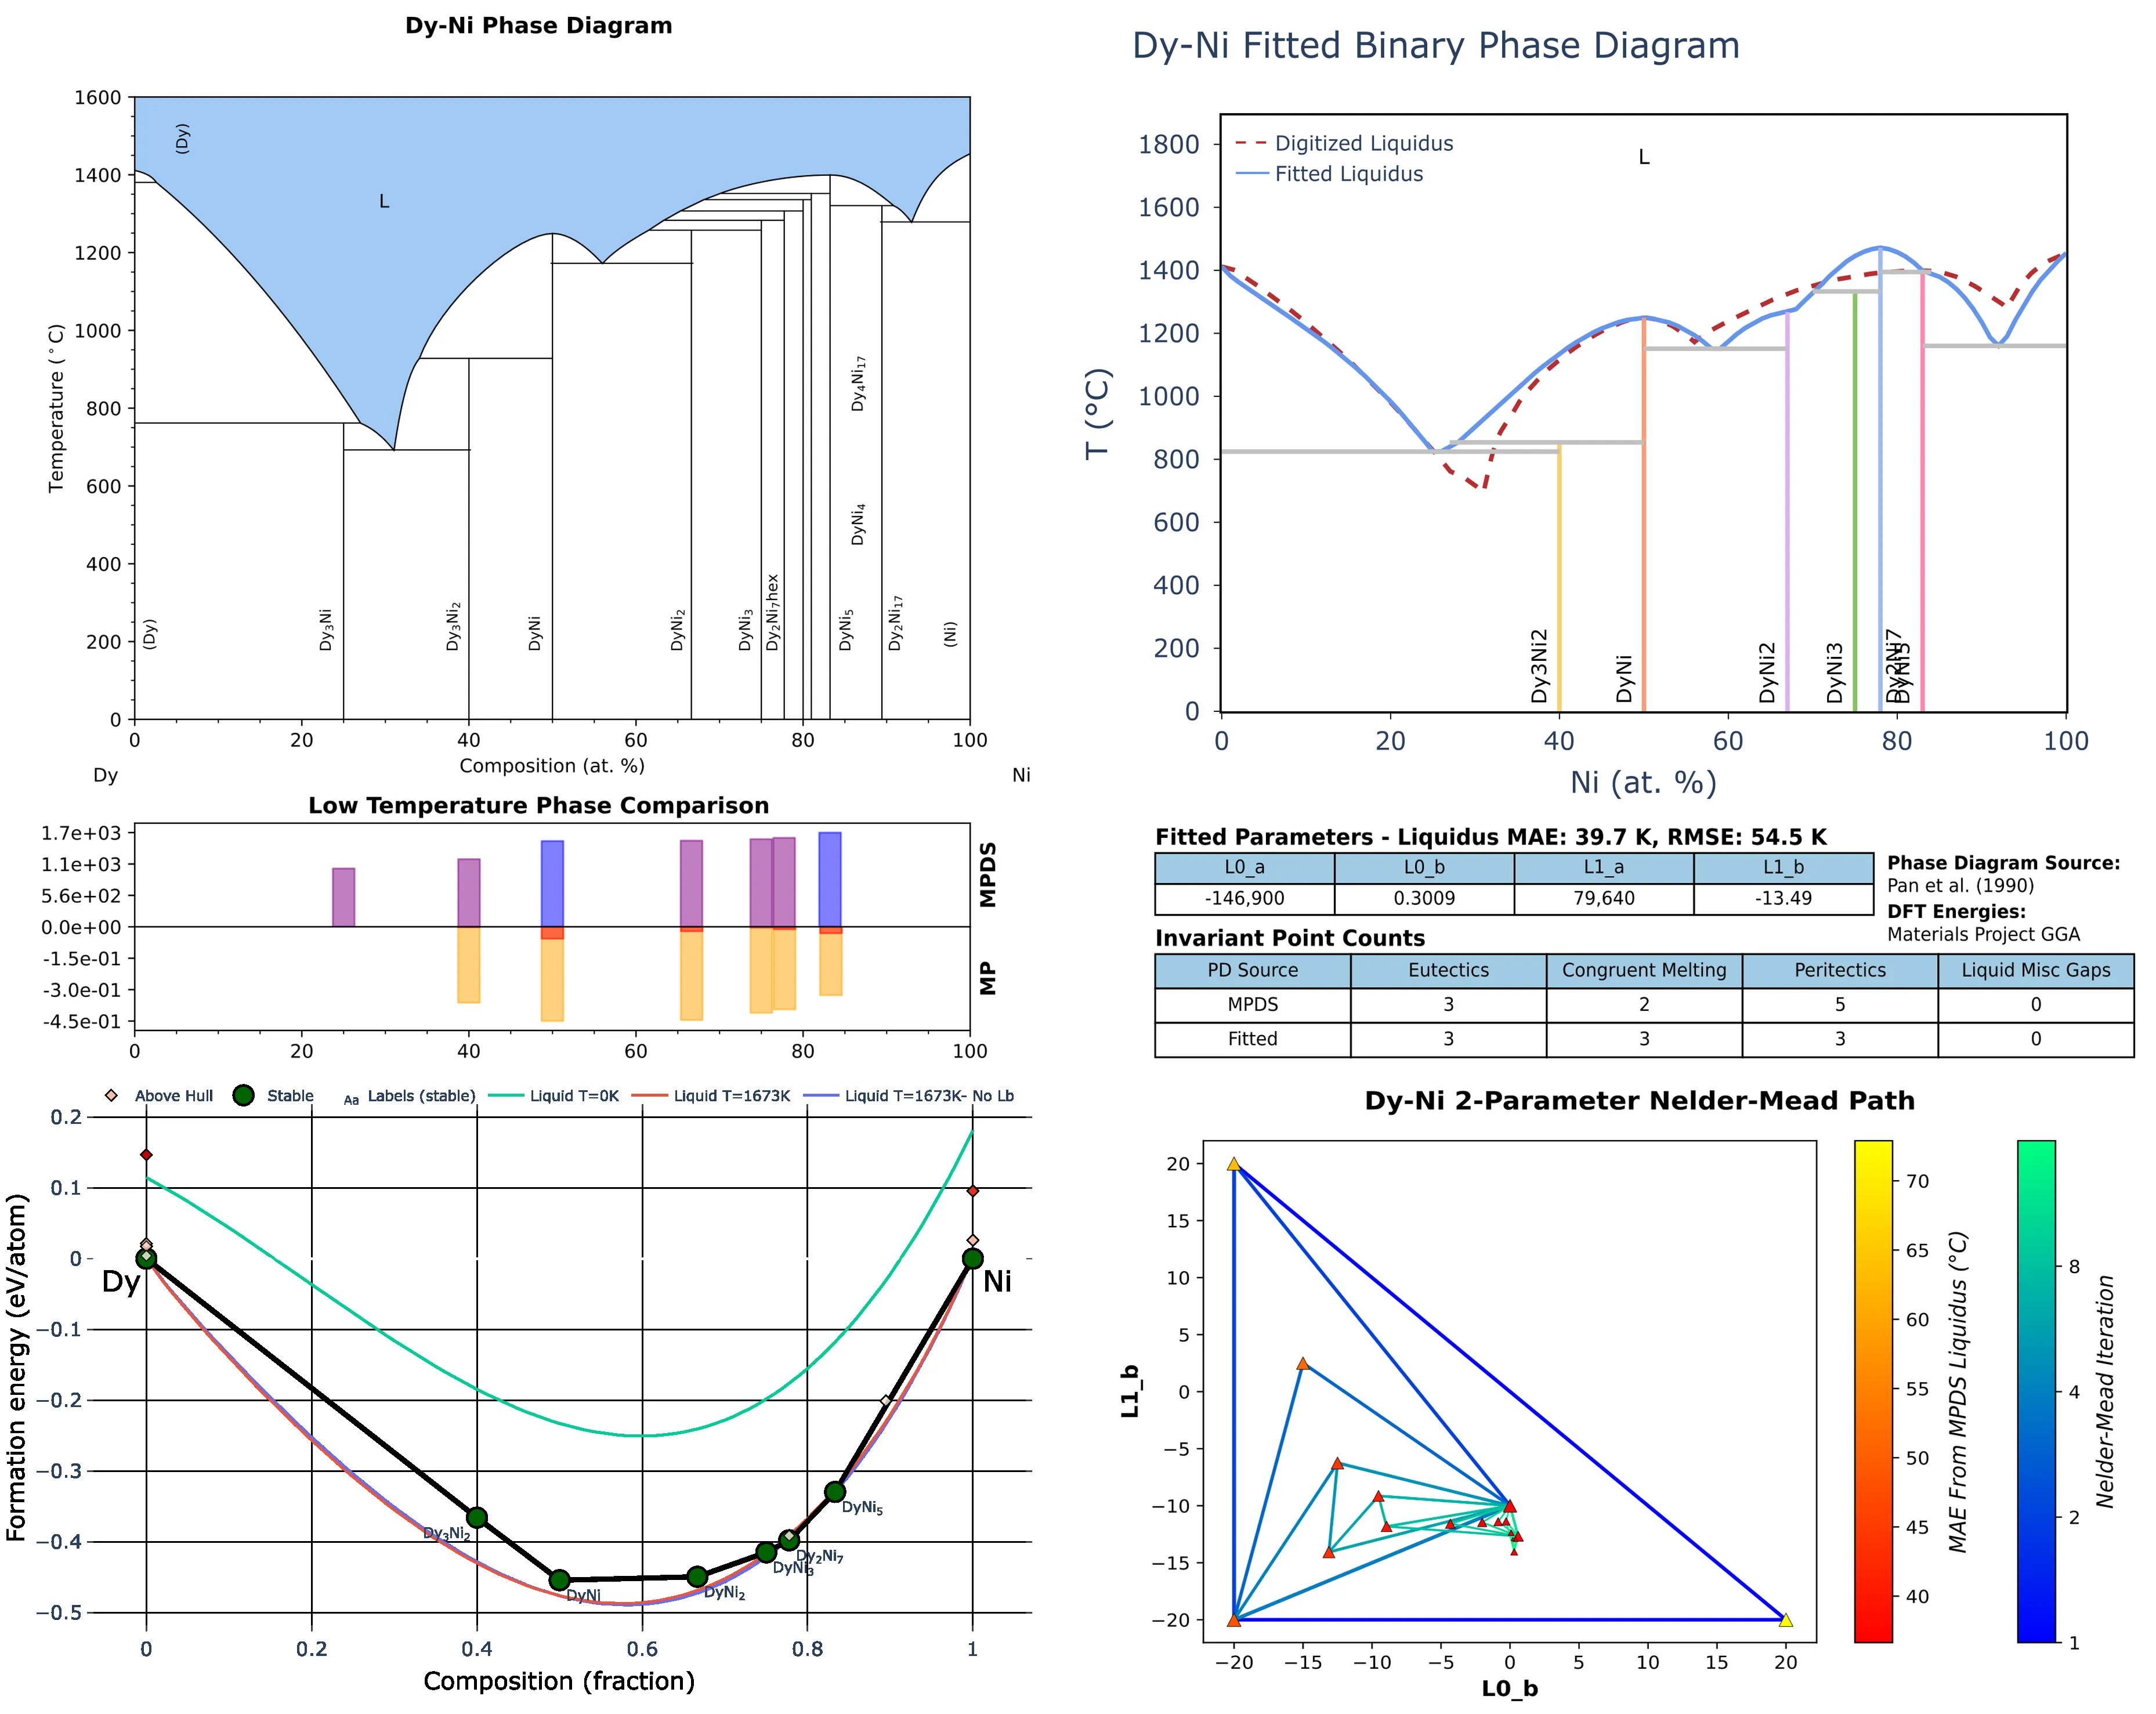 Dy-Ni Phase Diagram
1600
1400
1200
1000
800
600
400
200
0
Temperature (°C)
(Dy)
L
(Dy)
Dy₃Ni
Dy₃Ni₂
DyNi
DyNi₂
DyNi₃
Dy₂Ni₇hex
DyNi₄
Dy₄Ni₁₇
DyNi₅
Dy₂Ni₁₇
(Ni)
0 20 40 60 80 100
Composition (at. %)
Dy
Ni
Low Temperature Phase Comparison
1.7e+03
1.1e+03
5.6e+02
0.0e+00
-1.5e-01
-3.0e-01
-4.5e-01
MPDS
MP
0 20 40 60 80 100
Above Hull Stable Aa Labels (stable) Liquid T=0K Liquid T=1673K Liquid T=1673K- No Lb
0.2
0.1
0
−0.1
−0.2
−0.3
−0.4
−0.5
Formation energy (eV/atom)
Dy
Ni
Dy₃Ni₂
DyNi
DyNi₂
DyNi₃
Dy₂Ni₇
DyNi₅
0 0.2 0.4 0.6 0.8 1
Composition (fraction)
Dy-Ni Fitted Binary Phase Diagram
Digitized Liquidus
Fitted Liquidus
L
1800
1600
1400
1200
1000
800
600
400
200
0
T (°C)
Dy3Ni2
DyNi
DyNi2
DyNi3
Dy2Ni7
DyNi5
0 20 40 60 80 100
Ni (at. %)
Fitted Parameters - Liquidus MAE: 39.7 K, RMSE: 54.5 K
L0_a L0_b L1_a L1_b
-146,900 0.3009 79,640 -13.49
Phase Diagram Source:
Pan et al. (1990)
DFT Energies:
Materials Project GGA
Invariant Point Counts
PD Source Eutectics Congruent Melting Peritectics Liquid Misc Gaps
MPDS 3 2 5 0
Fitted 3 3 3 0
Dy-Ni 2-Parameter Nelder-Mead Path
20
15
10
5
0
−5
−10
−15
−20
L1_b
−20 −15 −10 −5 0 5 10 15 20
L0_b
70
65
60
55
50
45
40
MAE From MPDS Liquidus (°C)
8
4
2
1
Nelder-Mead Iteration